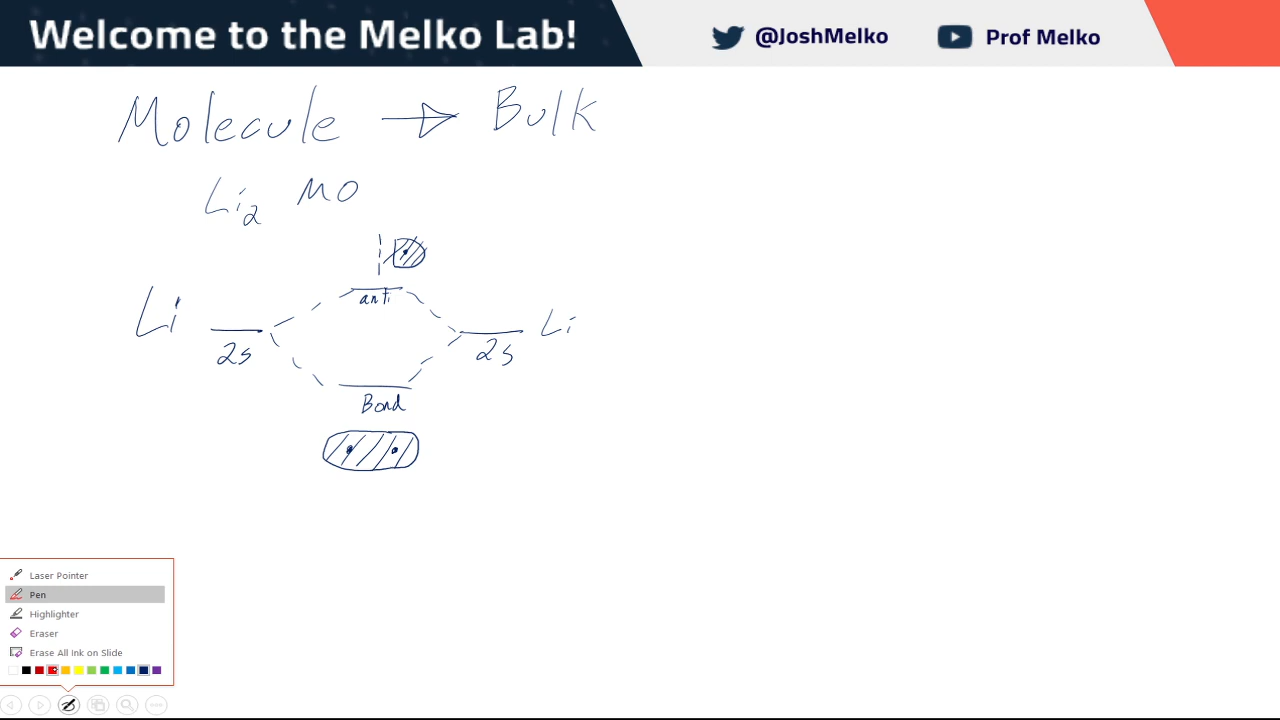 Welcome to the Melko Lab!
@JoshMelko
Prof Melko
Molecule → Bulk
Li₂ MO
anti
Li
2s
2s
Li
Bond
Laser Pointer
Pen
Highlighter
Eraser
Erase All Ink on Slide